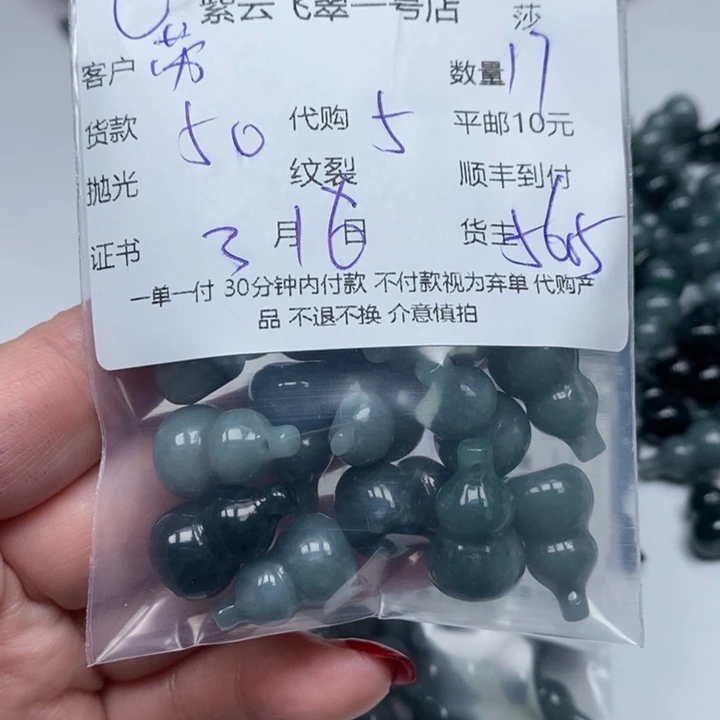 紫云飞翠一号店 莎
客户 数量 17
货款 50 代购 5 平邮10元
抛光 纹裂 顺丰到付
证书 3月16日 货主 565
一单一付 30分钟内付款 不付款视为弃单 代购产
品 不退不换 介意慎拍